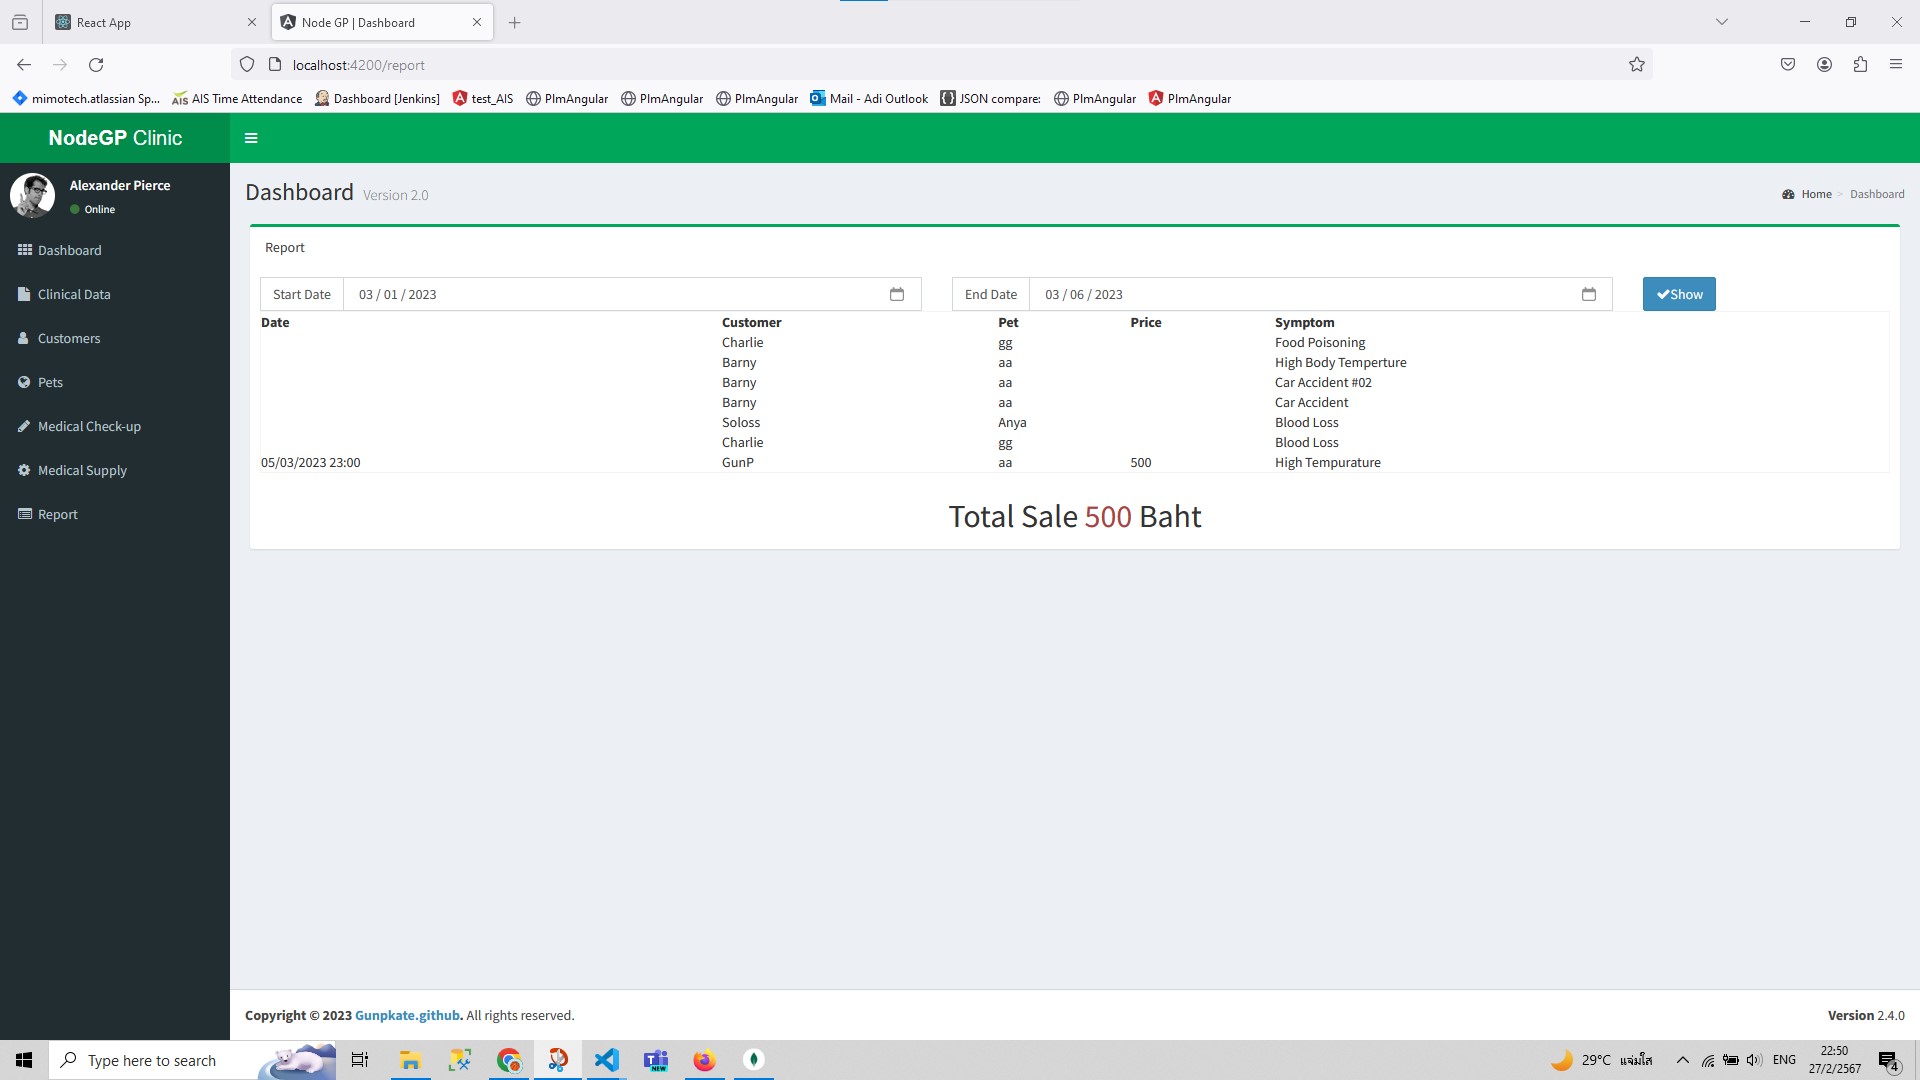 React App
Node GP | Dashboard
localhost:4200/report
mimotech.atlassian Sp...
AIS AIS Time Attendance
Dashboard [Jenkins]
test_AIS
PlmAngular
PlmAngular
PlmAngular
Mail - Adi Outlook
JSON compare:
PlmAngular
PlmAngular
NodeGP Clinic
Alexander Pierce
Online
Dashboard
Clinical Data
Customers
Pets
Medical Check-up
Medical Supply
Report
Dashboard Version 2.0
Home > Dashboard
Report
Start Date 03 / 01 / 2023
End Date 03 / 06 / 2023
Show
Date Customer Pet Price Symptom
Charlie gg Food Poisoning
Barny aa High Body Temperture
Barny aa Car Accident #02
Barny aa Car Accident
Soloss Anya Blood Loss
Charlie gg Blood Loss
05/03/2023 23:00 GunP aa 500 High Tempurature
Total Sale 500 Baht
Copyright © 2023 Gunpkate.github. All rights reserved.
Version 2.4.0
Type here to search
NEW
29°C แจ่มใส
ENG
22:50
27/2/2567
4